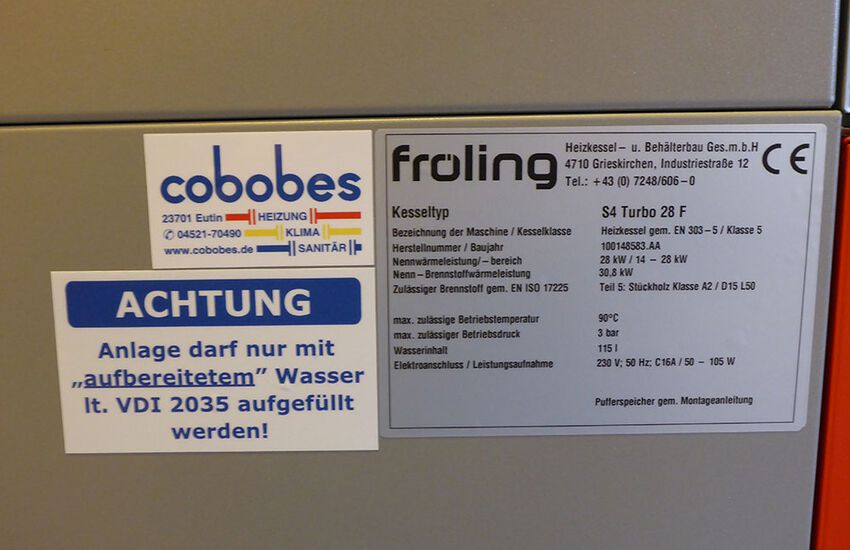 cobobes
23701 Eutin HEIZUNG
✆ 04521-70490 KLIMA
www.cobobes.de SANITÄR
ACHTUNG
Anlage darf nur mit
„aufbereitetem” Wasser
lt. VDI 2035 aufgefüllt
werden!
fröling
Heizkessel- u. Behälterbau Ges.m.b.H
4710 Grieskirchen, Industriestraße 12
Tel.: +43 (0) 7248/606-0
CE
Kesseltyp S4 Turbo 28 F
Bezeichnung der Maschine / Kesselklasse Heizkessel gem. EN 303-5 / Klasse 5
Herstellnummer / Baujahr 100148583.AA
Nennwärmeleistung/-bereich 28 kW / 14 - 28 kW
Nenn-Brennstoffwärmeleistung 30,8 kW
Zulässiger Brennstoff gem. EN ISO 17225 Teil 5: Stückholz Klasse A2 / D15 L50
max. zulässige Betriebstemperatur 90°C
max. zulässiger Betriebsdruck 3 bar
Wasserinhalt 115 l
Elektroanschluss / Leistungsaufnahme 230 V; 50 Hz; C16A / 50 - 105 W
Pufferspeicher gem. Montageanleitung